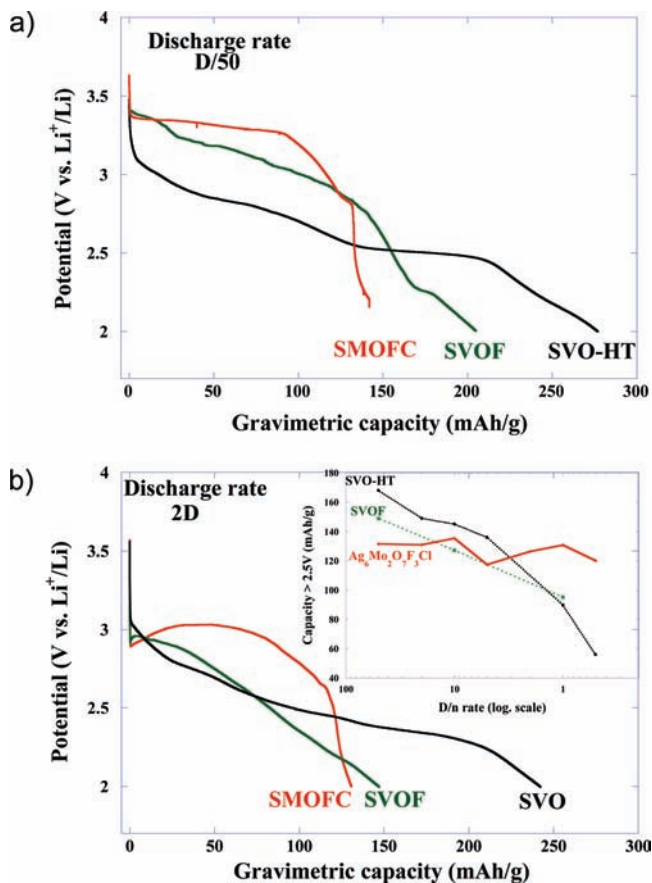 a)
Discharge rate
D/50
4
3.5
3
2.5
2
Potential (V vs. Li⁺/Li)
SMOFC
SVOF
SVO-HT
0 50 100 150 200 250 300
Gravimetric capacity (mAh/g)
b)
Discharge rate
2D
4
3.5
3
2.5
2
Potential (V vs. Li⁺/Li)
SVO-HT
SVOF
Ag₆Mo₂O₇F₃Cl
180
160
140
120
100
80
60
40
Capacity > 2.5V (mAh/g)
100 10 1
D/n rate (log. scale)
SMOFC
SVOF
SVO
0 50 100 150 200 250 300
Gravimetric capacity (mAh/g)